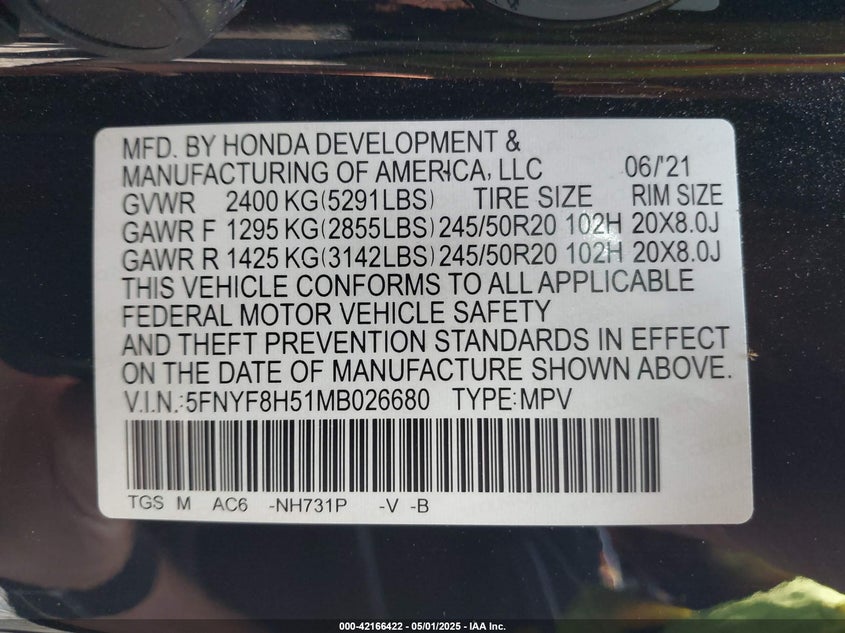 MFD. BY HONDA DEVELOPMENT &
MANUFACTURING OF AMERICA, LLC 06/'21
GVWR 2400 KG(5291LBS) TIRE SIZE RIM SIZE
GAWR F 1295 KG(2855LBS) 245/50R20 102H 20X8.0J
GAWR R 1425 KG(3142LBS) 245/50R20 102H 20X8.0J
THIS VEHICLE CONFORMS TO ALL APPLICABLE
FEDERAL MOTOR VEHICLE SAFETY
AND THEFT PREVENTION STANDARDS IN EFFECT
ON THE DATE OF MANUFACTURE SHOWN ABOVE.
V.I.N.:5FNYF8H51MB026680 TYPE:MPV
TGS M AC6 -NH731P -V -B
000-42166422 - 05/01/2025 - IAA Inc.